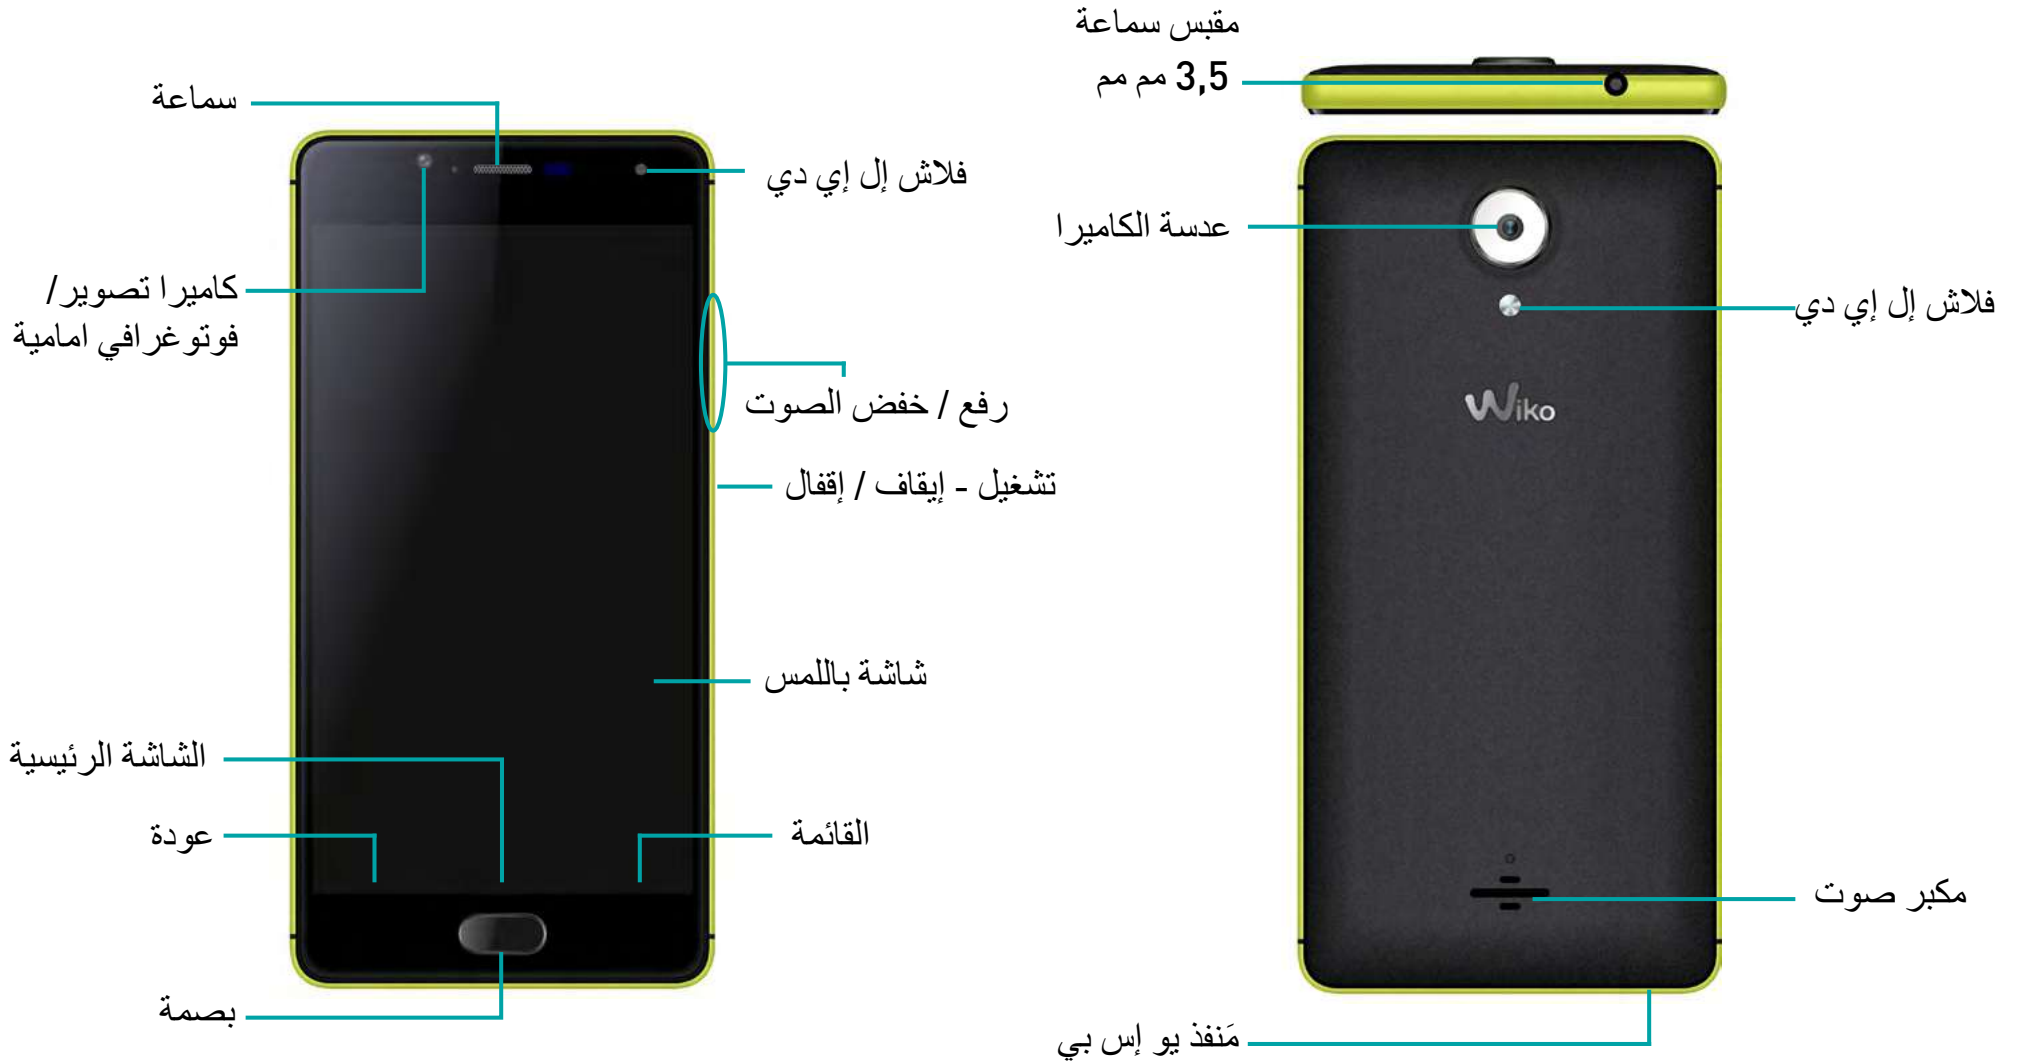 سماعة
فلاش إل إي دي
كاميرا تصوير/
فوتوغرافي امامية
رفع / خفض الصوت
تشغيل - إيقاف / إقفال
شاشة باللمس
الشاشة الرئيسية
عودة
القائمة
بصمة
مقبس سماعة
3,5 مم مم
عدسة الكاميرا
فلاش إل إي دي
Wiko
مكبر صوت
مَنفذ يو إس بي